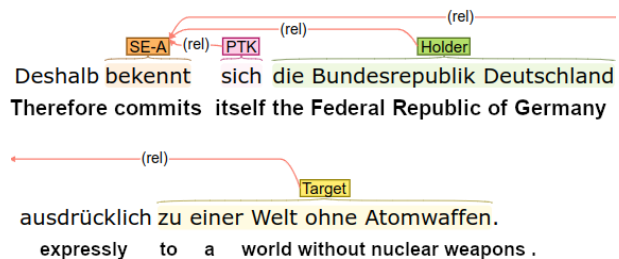 (rel)
(rel)
SE-A (rel) PTK Holder
Deshalb bekennt sich die Bundesrepublik Deutschland
Therefore commits itself the Federal Republic of Germany
(rel)
Target
ausdrücklich zu einer Welt ohne Atomwaffen.
expressly to a world without nuclear weapons .